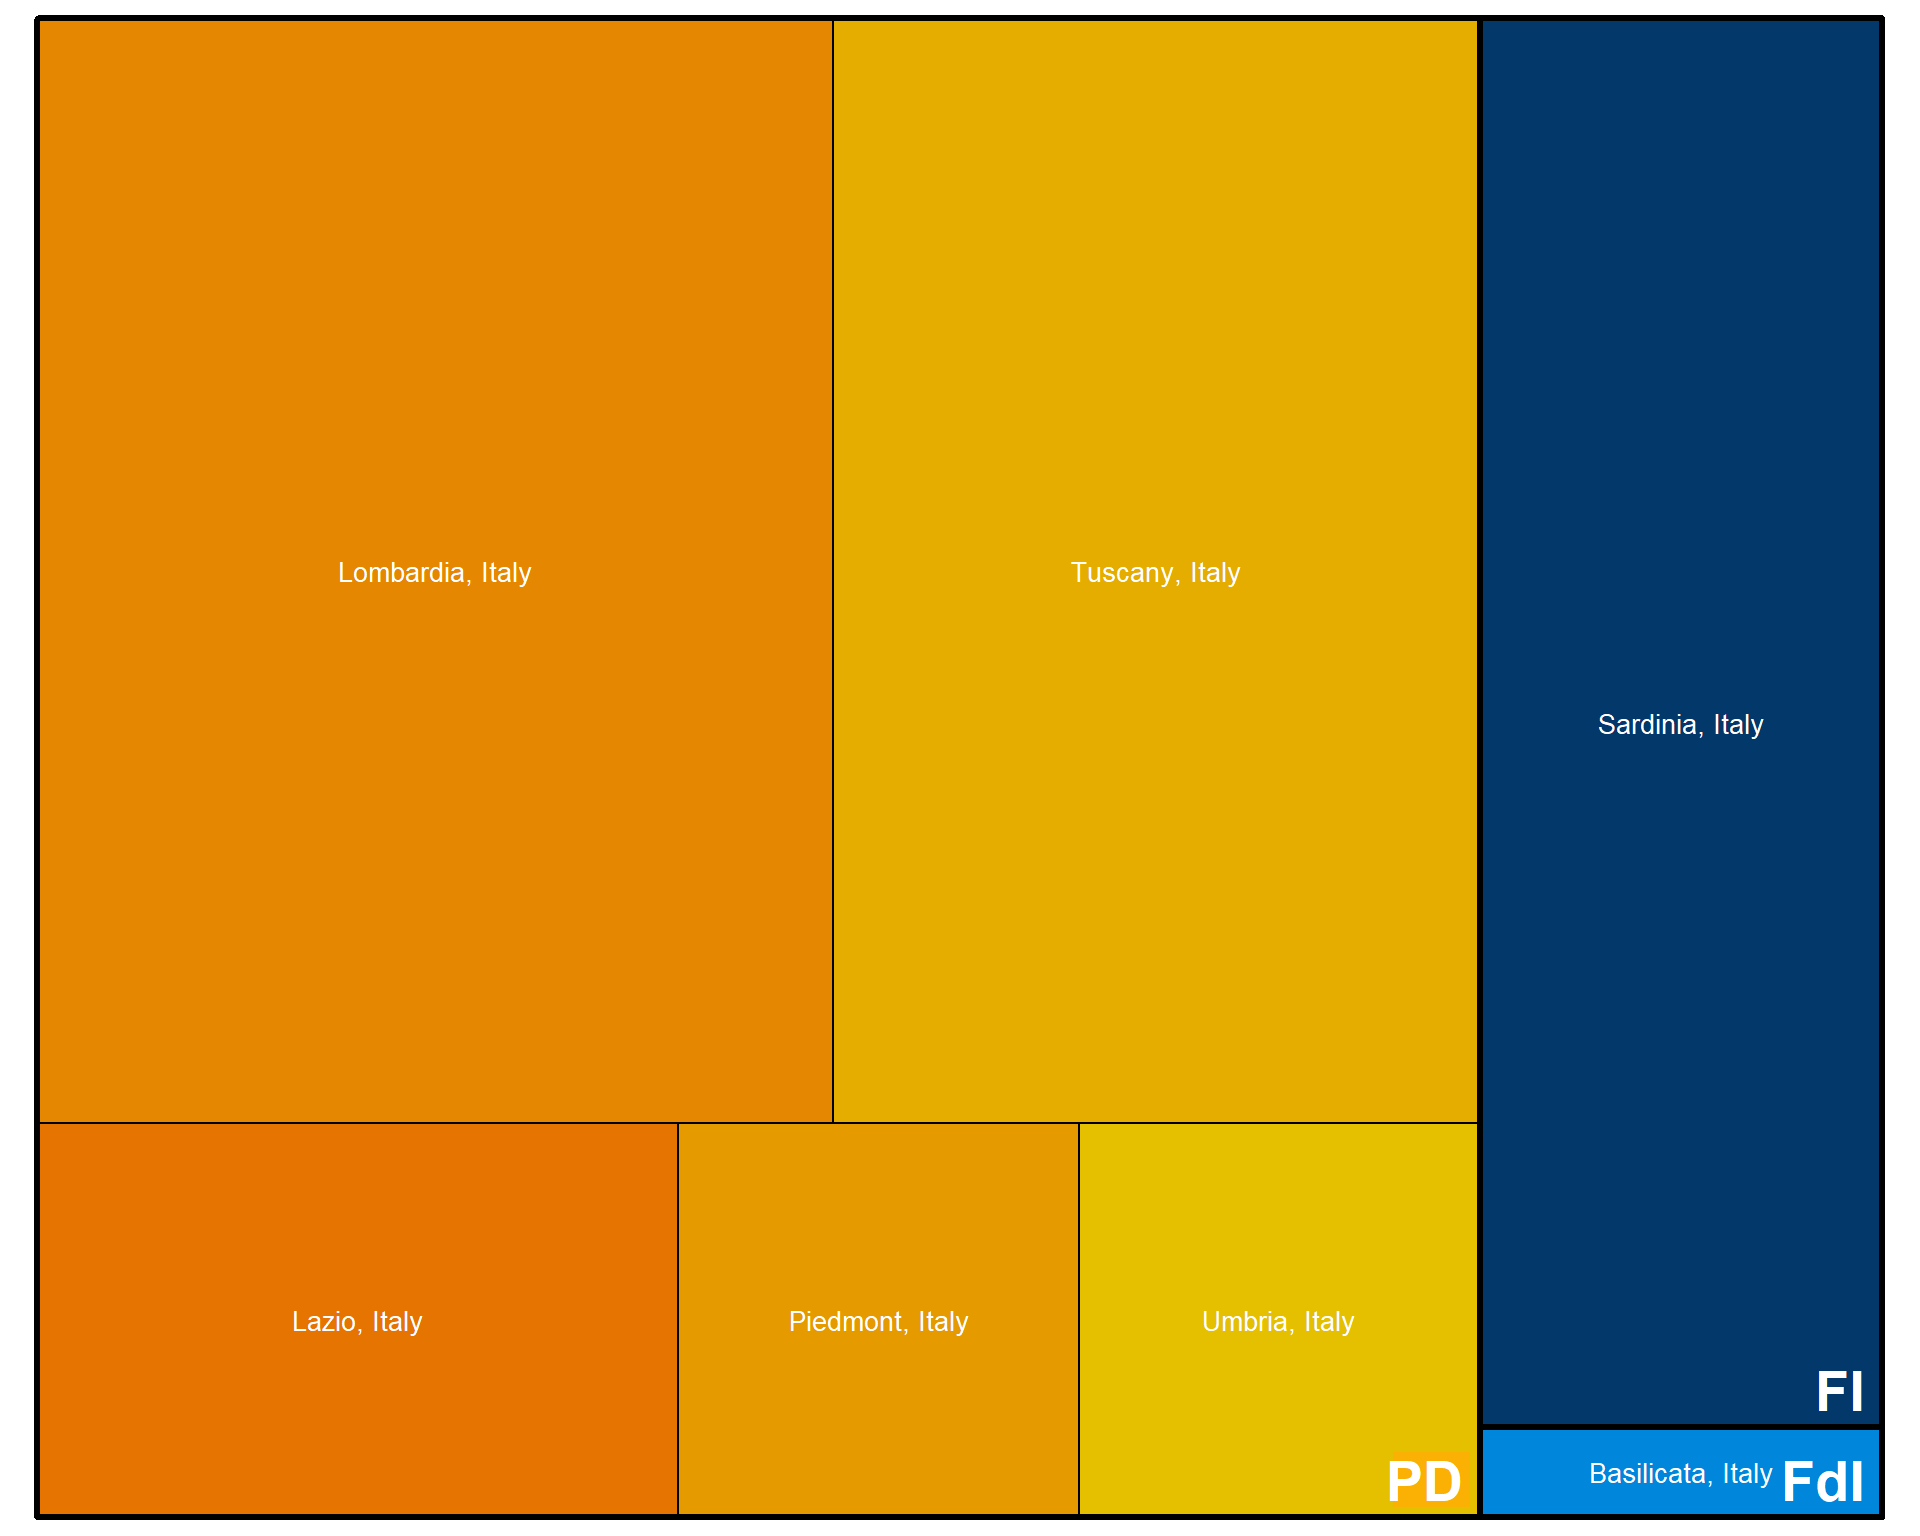 Lombardia, Italy
Tuscany, Italy
Sardinia, Italy
Lazio, Italy
Piedmont, Italy
Umbria, Italy
FI
PD
Basilicata, Italy
FdI